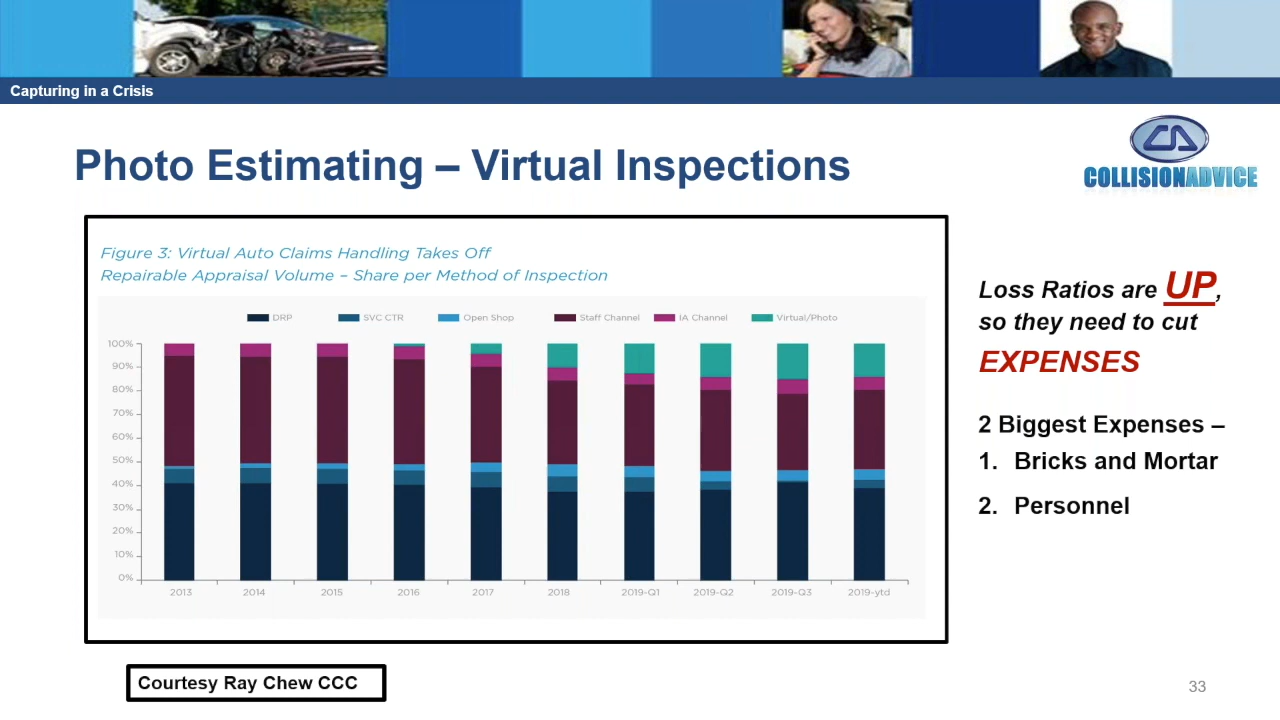 Capturing in a Crisis
Photo Estimating – Virtual Inspections
COLLISIONADVICE
Figure 3: Virtual Auto Claims Handling Takes Off
Repairable Appraisal Volume – Share per Method of Inspection
DRP SVC CTR Open Shop Staff Channel IA Channel Virtual/Photo
100%
90%
80%
70%
60%
50%
40%
30%
20%
10%
0%
2013 2014 2015 2016 2017 2018 2019-Q1 2019-Q2 2019-Q3 2019-ytd
Loss Ratios are UP,
so they need to cut
EXPENSES
2 Biggest Expenses –
1. Bricks and Mortar
2. Personnel
Courtesy Ray Chew CCC
33